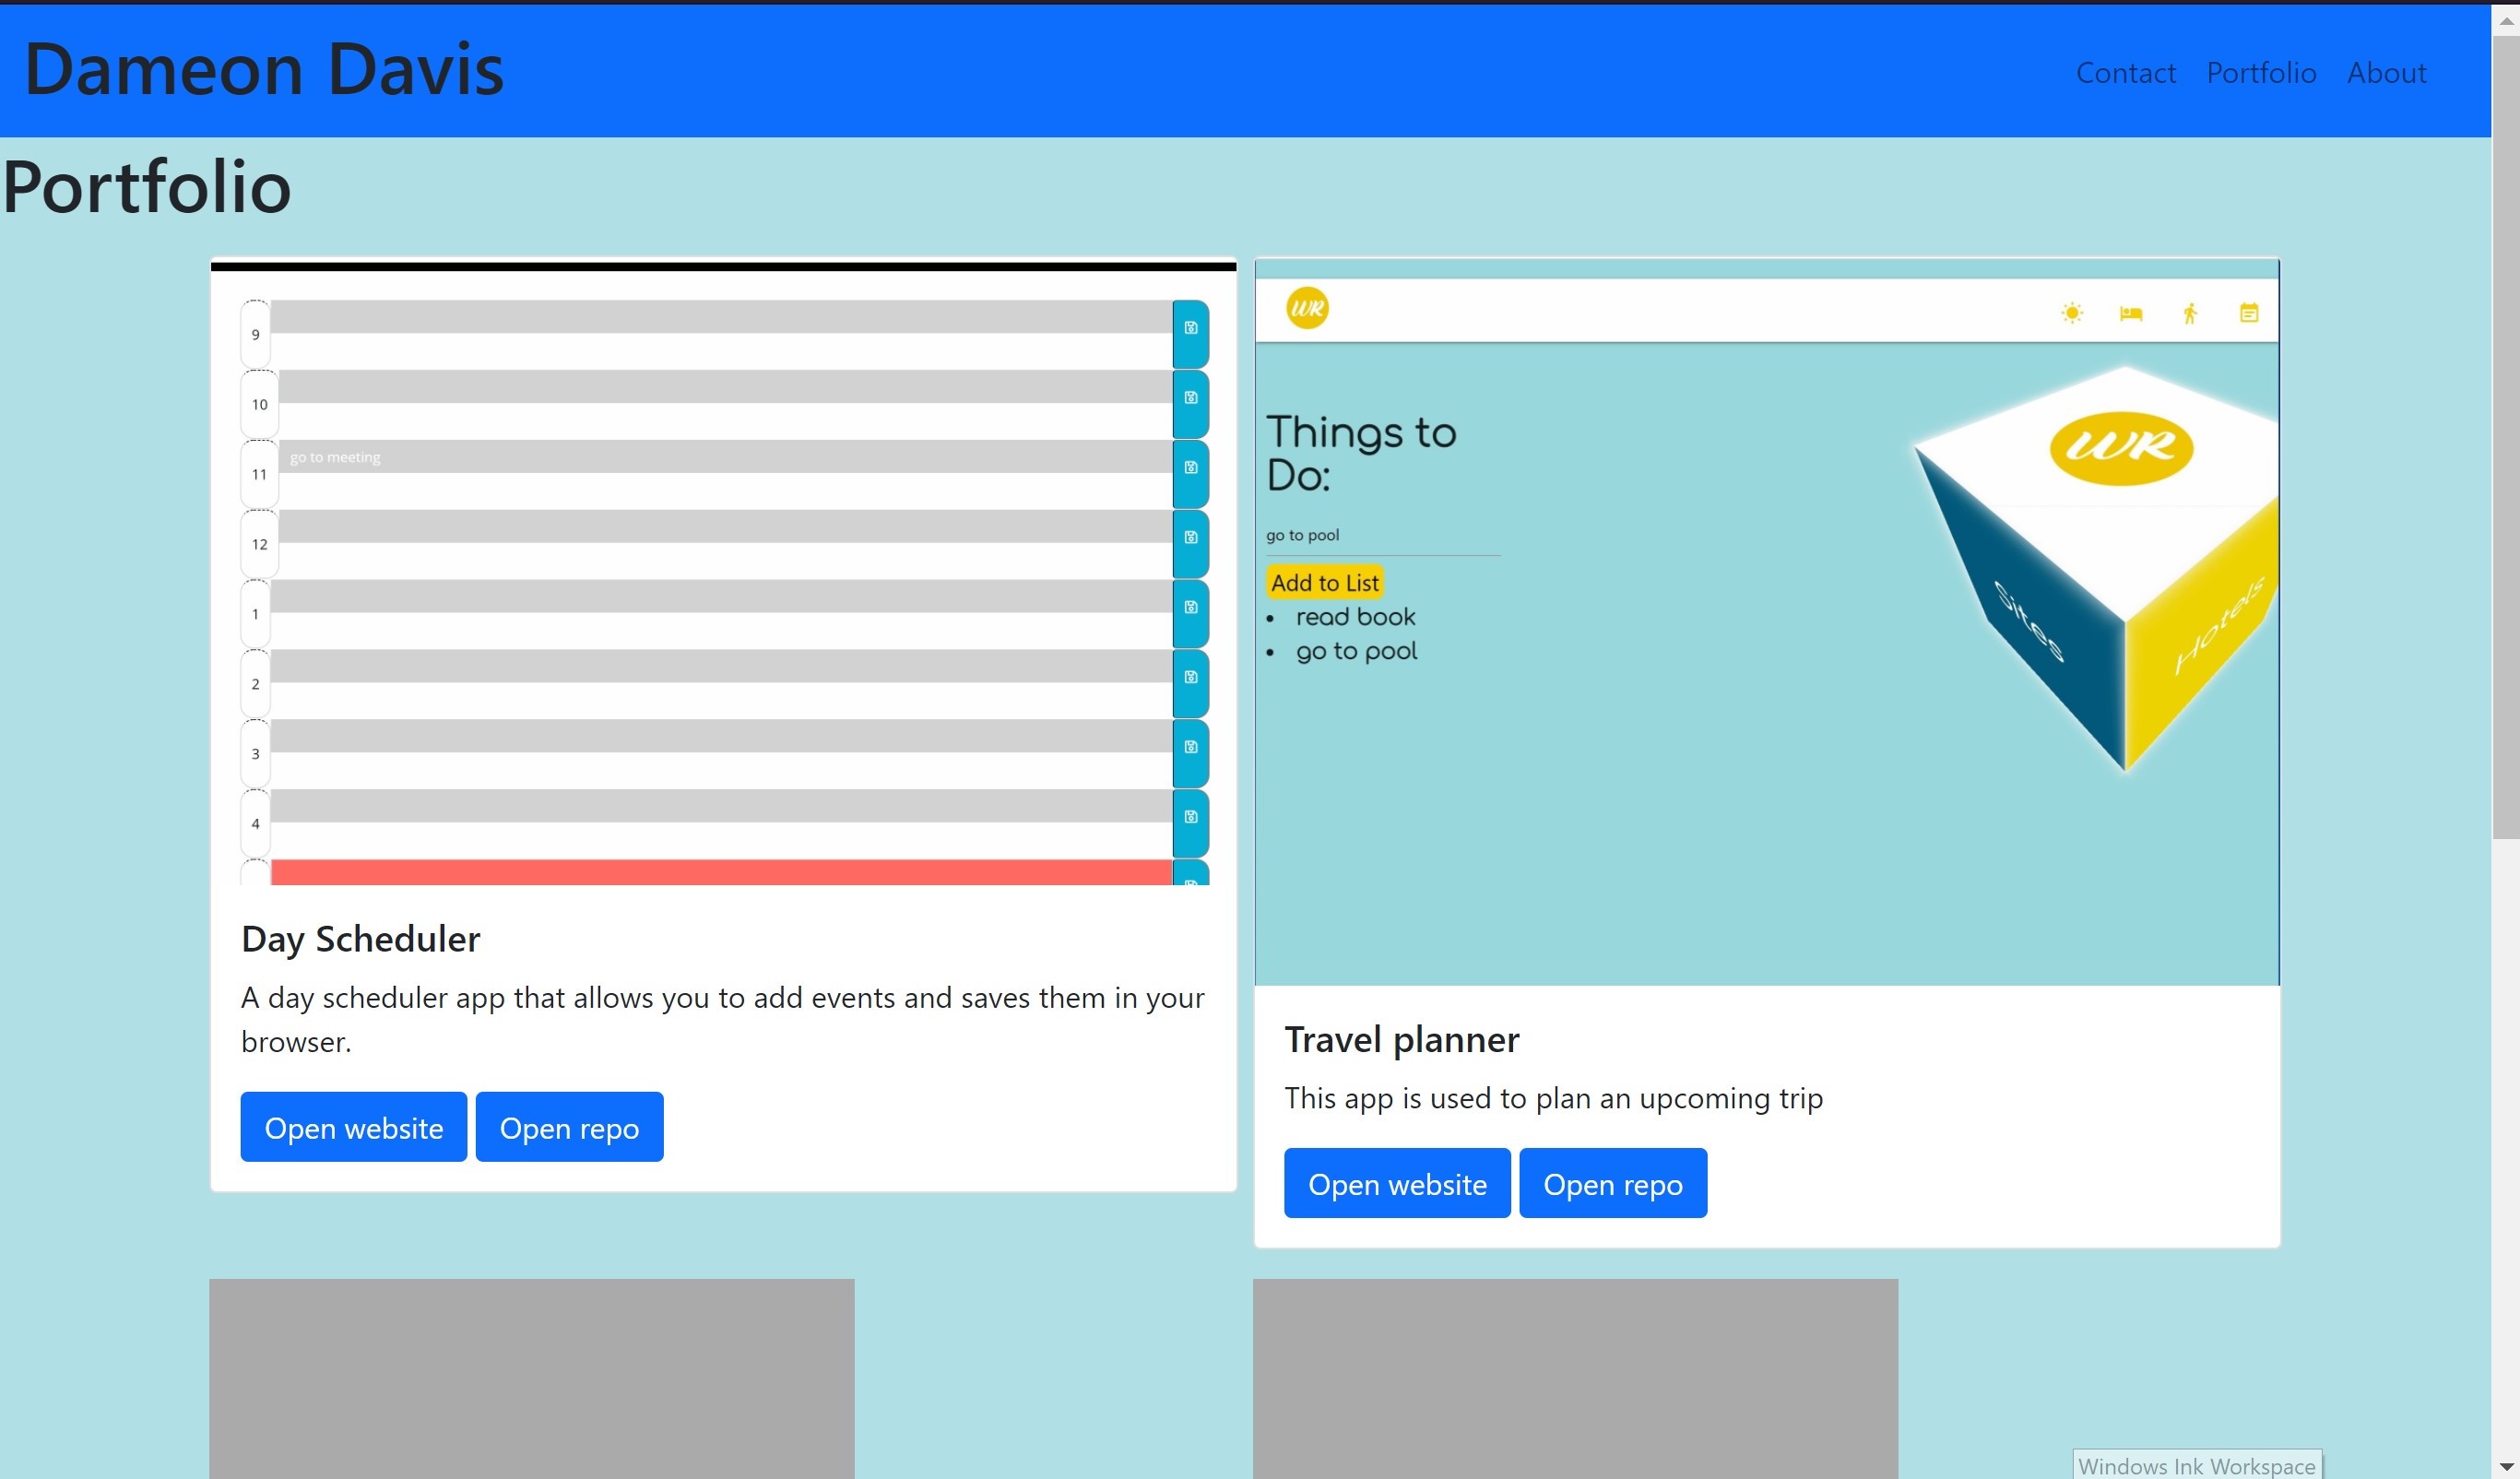 Dameon Davis
Contact Portfolio About
Portfolio
9
10
11 go to meeting
12
1
2
3
4
Day Scheduler
A day scheduler app that allows you to add events and saves them in your
browser.
Open website Open repo
WR
Things to
Do:
go to pool
Add to List
• read book
• go to pool
WR
Sites
Hotels
Travel planner
This app is used to plan an upcoming trip
Open website Open repo
Windows Ink Workspace